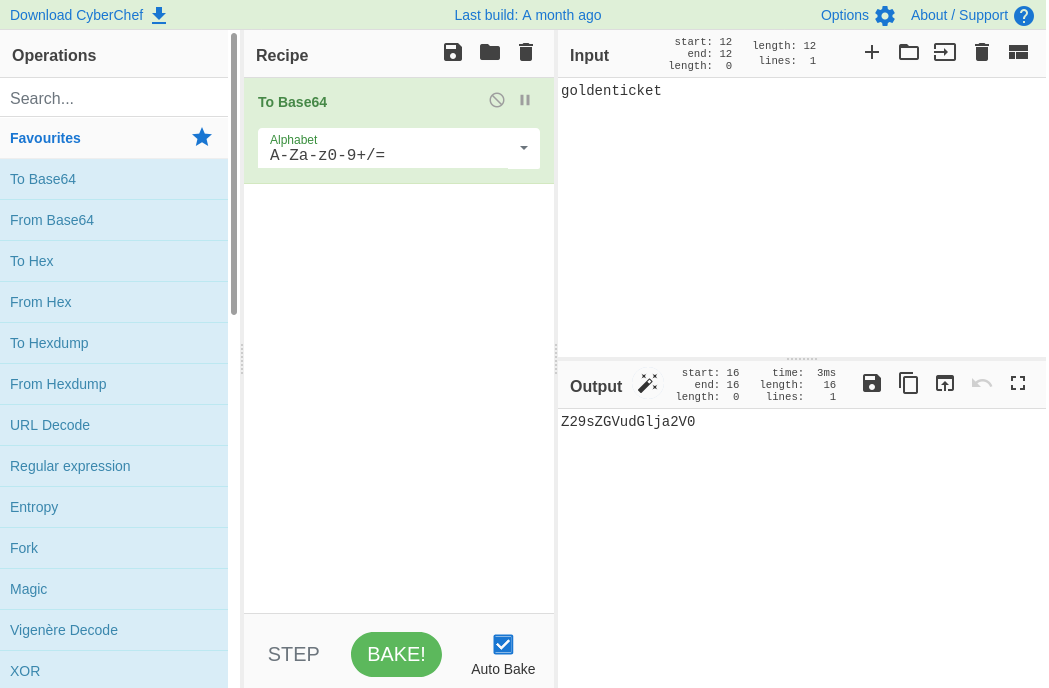 Download CyberChef
Last build: A month ago
Options
About / Support
Operations
Search...
Favourites
To Base64
From Base64
To Hex
From Hex
To Hexdump
From Hexdump
URL Decode
Regular expression
Entropy
Fork
Magic
Vigenère Decode
XOR
Recipe
To Base64
Alphabet
A-Za-z0-9+/=
STEP
BAKE!
Auto Bake
Input
start: 12
end: 12
length: 0
length: 12
lines: 1
goldenticket
Output
start: 16
end: 16
length: 0
time: 3ms
length: 16
lines: 1
Z29sZGVudGlja2V0